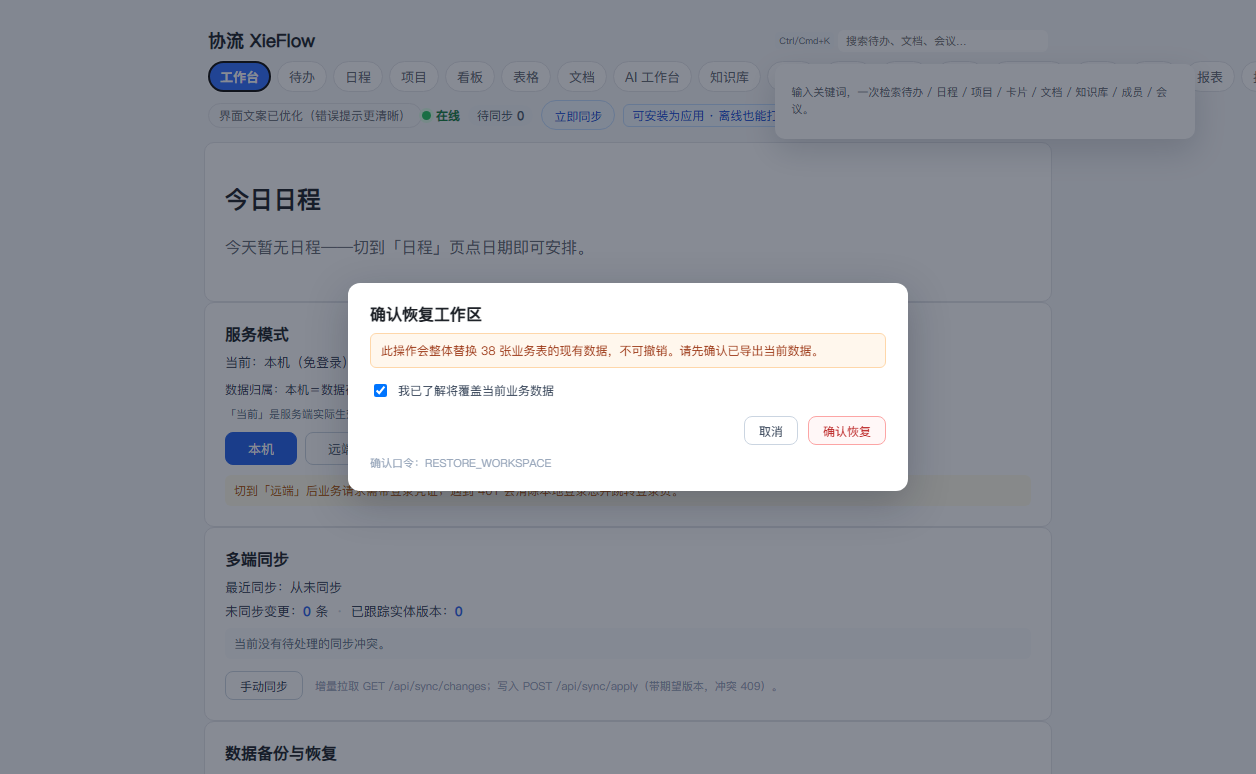 协流 XieFlow
Ctrl/Cmd+K
搜索待办、文档、会议...
工作台
待办
日程
项目
看板
表格
文档
AI 工作台
知识库
报表
输入关键词，一次检索待办 / 日程 / 项目 / 卡片 / 文档 / 知识库 / 成员 / 会
议。
界面文案已优化（错误提示更清晰）
在线
待同步 0
立即同步
可安装为应用 · 离线也能打
今日日程
今天暂无日程——切到「日程」页点日期即可安排。
服务模式
当前：本机（免登录）
数据归属：本机＝数据
「当前」是服务端实际生
本机
远端
确认恢复工作区
此操作会整体替换 38 张业务表的现有数据，不可撤销。请先确认已导出当前数据。
我已了解将覆盖当前业务数据
取消
确认恢复
确认口令：RESTORE_WORKSPACE
切到「远端」后业务请求需带登录凭证；遇到 401 会清除本地登录态并跳转登录页。
多端同步
最近同步：从未同步
未同步变更：0 条 · 已跟踪实体版本：0
当前没有待处理的同步冲突。
手动同步
增量拉取 GET /api/sync/changes；写入 POST /api/sync/apply（带期望版本，冲突 409）。
数据备份与恢复